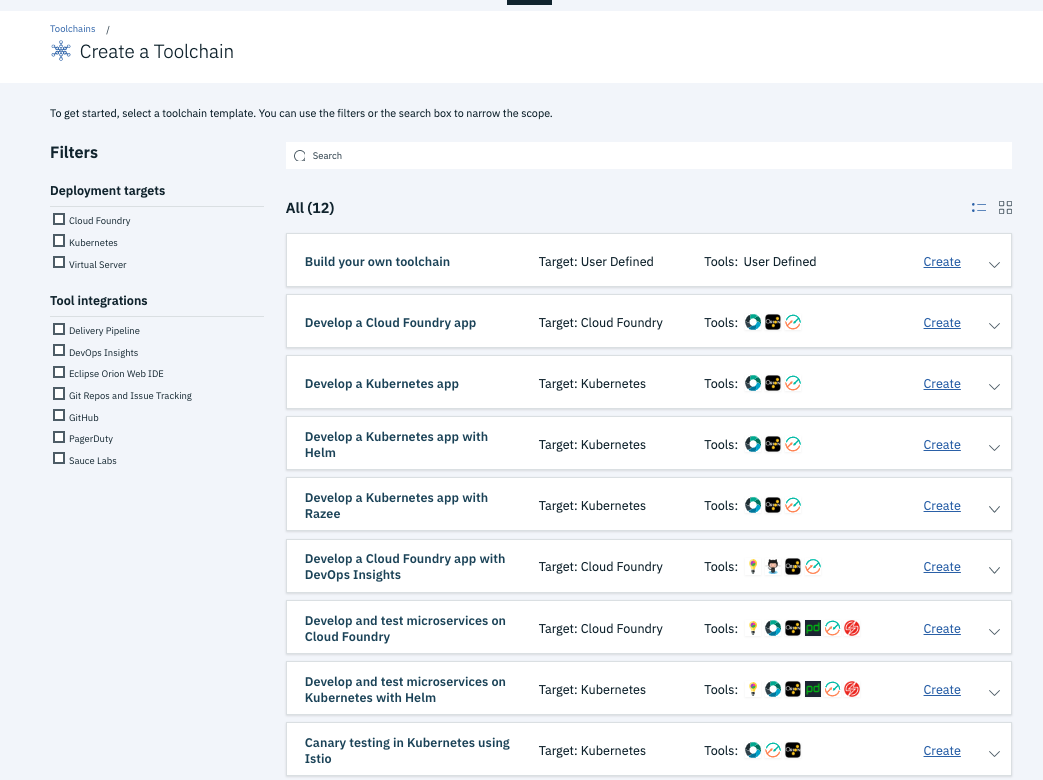 Toolchains /
Create a Toolchain
To get started, select a toolchain template. You can use the filters or the search box to narrow the scope.
Filters
Search
Deployment targets
Cloud Foundry
Kubernetes
Virtual Server
Tool integrations
Delivery Pipeline
DevOps Insights
Eclipse Orion Web IDE
Git Repos and Issue Tracking
GitHub
PagerDuty
Sauce Labs
All (12)
Build your own toolchain Target: User Defined Tools: User Defined Create
Develop a Cloud Foundry app Target: Cloud Foundry Tools: Create
Develop a Kubernetes app Target: Kubernetes Tools: Create
Develop a Kubernetes app with
Helm
Target: Kubernetes Tools: Create
Develop a Kubernetes app with
Razee
Target: Kubernetes Tools: Create
Develop a Cloud Foundry app with
DevOps Insights
Target: Cloud Foundry Tools: Create
Develop and test microservices on
Cloud Foundry
Target: Cloud Foundry Tools: pd Create
Develop and test microservices on
Kubernetes with Helm
Target: Kubernetes Tools: pd Create
Canary testing in Kubernetes using
Istio
Target: Kubernetes Tools: Create